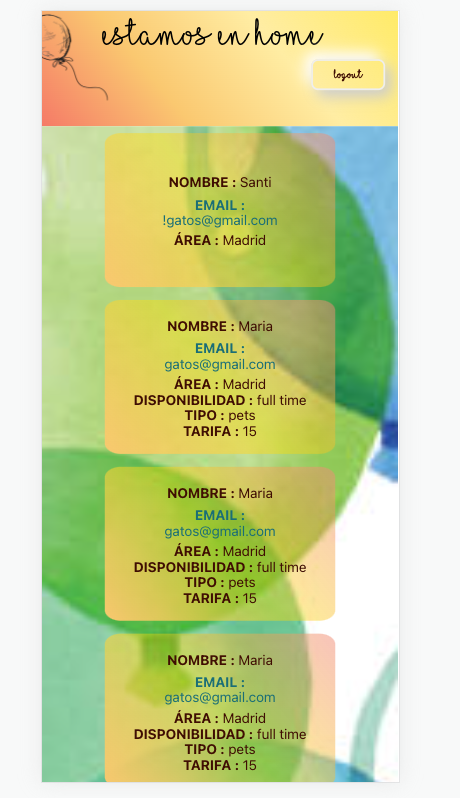 estamos en home
logout
NOMBRE : Santi
EMAIL :
!gatos@gmail.com
ÁREA : Madrid
NOMBRE : Maria
EMAIL :
gatos@gmail.com
ÁREA : Madrid
DISPONIBILIDAD : full time
TIPO : pets
TARIFA : 15
NOMBRE : Maria
EMAIL :
gatos@gmail.com
ÁREA : Madrid
DISPONIBILIDAD : full time
TIPO : pets
TARIFA : 15
NOMBRE : Maria
EMAIL :
gatos@gmail.com
ÁREA : Madrid
DISPONIBILIDAD : full time
TIPO : pets
TARIFA : 15